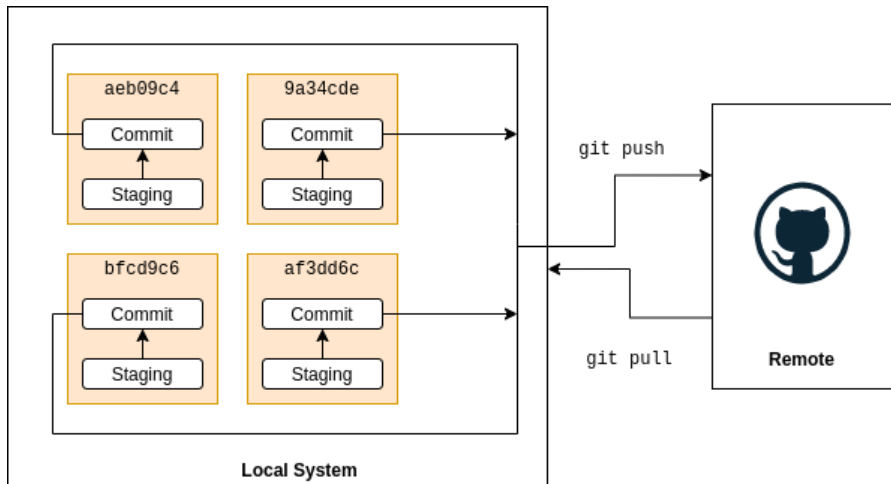 aeb09c4
Commit
Staging
9a34cde
Commit
Staging
bfcd9c6
Commit
Staging
af3dd6c
Commit
Staging
Local System
git push
git pull
Remote